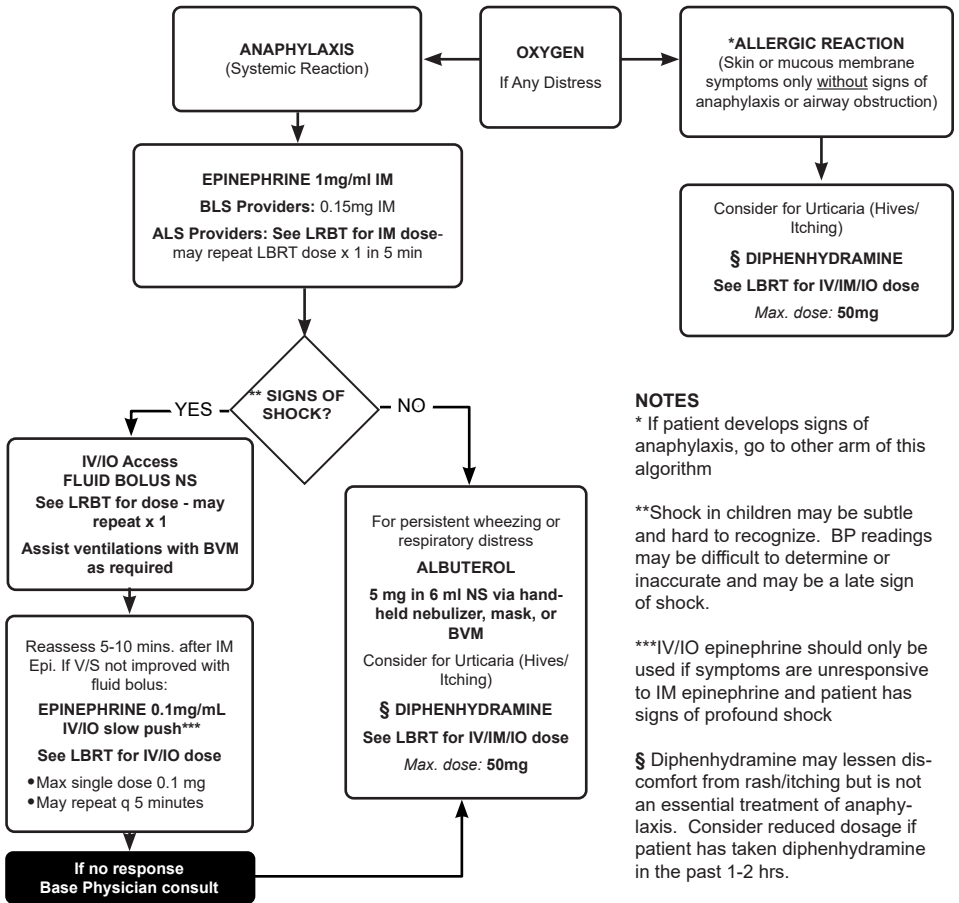 OXYGEN
If Any Distress
ANAPHYLAXIS
(Systemic Reaction)
EPINEPHRINE 1mg/ml IM
BLS Providers: 0.15mg IM
ALS Providers: See LRBT for IM dose-
may repeat LBRT dose x 1 in 5 min
** SIGNS OF
SHOCK?
YES
IV/IO Access
FLUID BOLUS NS
See LRBT for dose - may
repeat x 1
Assist ventilations with BVM
as required
Reassess 5-10 mins. after IM
Epi. If V/S not improved with
fluid bolus:
EPINEPHRINE 0.1mg/mL
IV/IO slow push***
See LBRT for IV/IO dose
•Max single dose 0.1 mg
•May repeat q 5 minutes
If no response
Base Physician consult
NO
For persistent wheezing or
respiratory distress
ALBUTEROL
5 mg in 6 ml NS via hand-
held nebulizer, mask, or
BVM
Consider for Urticaria (Hives/
Itching)
§ DIPHENHYDRAMINE
See LBRT for IV/IM/IO dose
Max. dose: 50mg
*ALLERGIC REACTION
(Skin or mucous membrane
symptoms only without signs of
anaphylaxis or airway obstruction)
Consider for Urticaria (Hives/
Itching)
§ DIPHENHYDRAMINE
See LBRT for IV/IM/IO dose
Max. dose: 50mg
NOTES
* If patient develops signs of
anaphylaxis, go to other arm of this
algorithm
**Shock in children may be subtle
and hard to recognize.  BP readings
may be difficult to determine or
inaccurate and may be a late sign
of shock.
***IV/IO epinephrine should only be
used if symptoms are unresponsive
to IM epinephrine and patient has
signs of profound shock
§ Diphenhydramine may lessen dis-
comfort from rash/itching but is not
an essential treatment of anaphy-
laxis.  Consider reduced dosage if
patient has taken diphenhydramine
in the past 1-2 hrs.